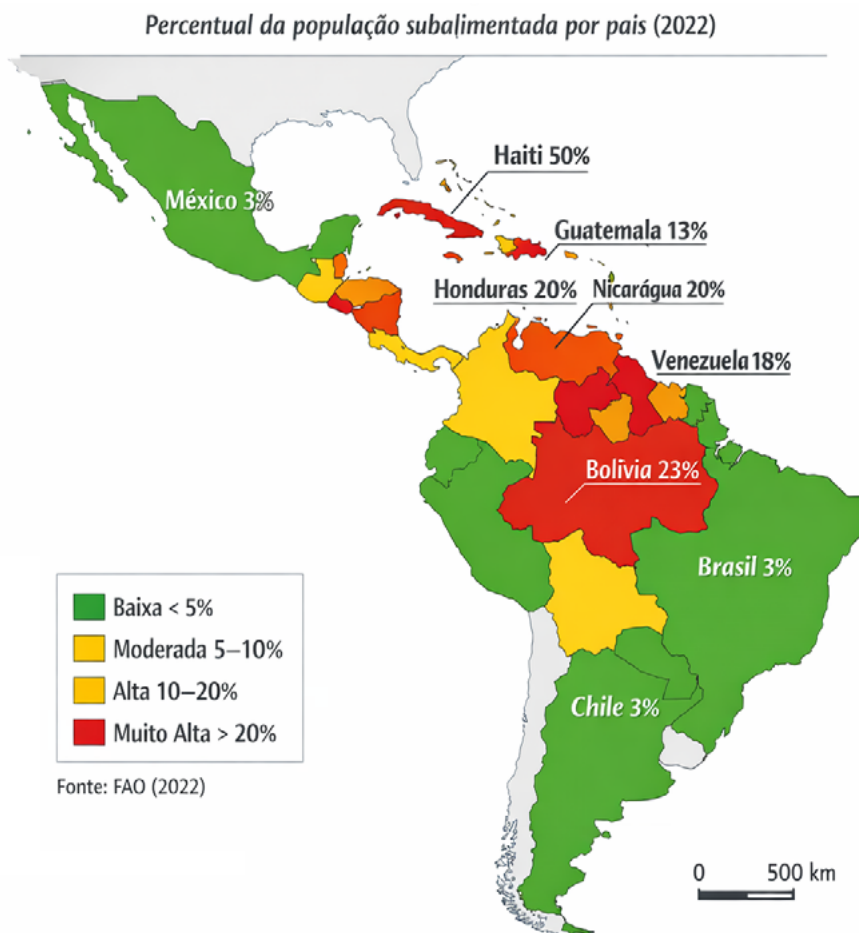 Percentual da população subalimentada por pais (2022)
Haiti 50%
México 3%
Guatemala 13%
Honduras 20%
Nicarágua 20%
Venezuela 18%
Bolivia 23%
Brasil 3%
Chile 3%
Baixa < 5%
Moderada 5–10%
Alta 10–20%
Muito Alta > 20%
Fonte: FAO (2022)
0 500 km